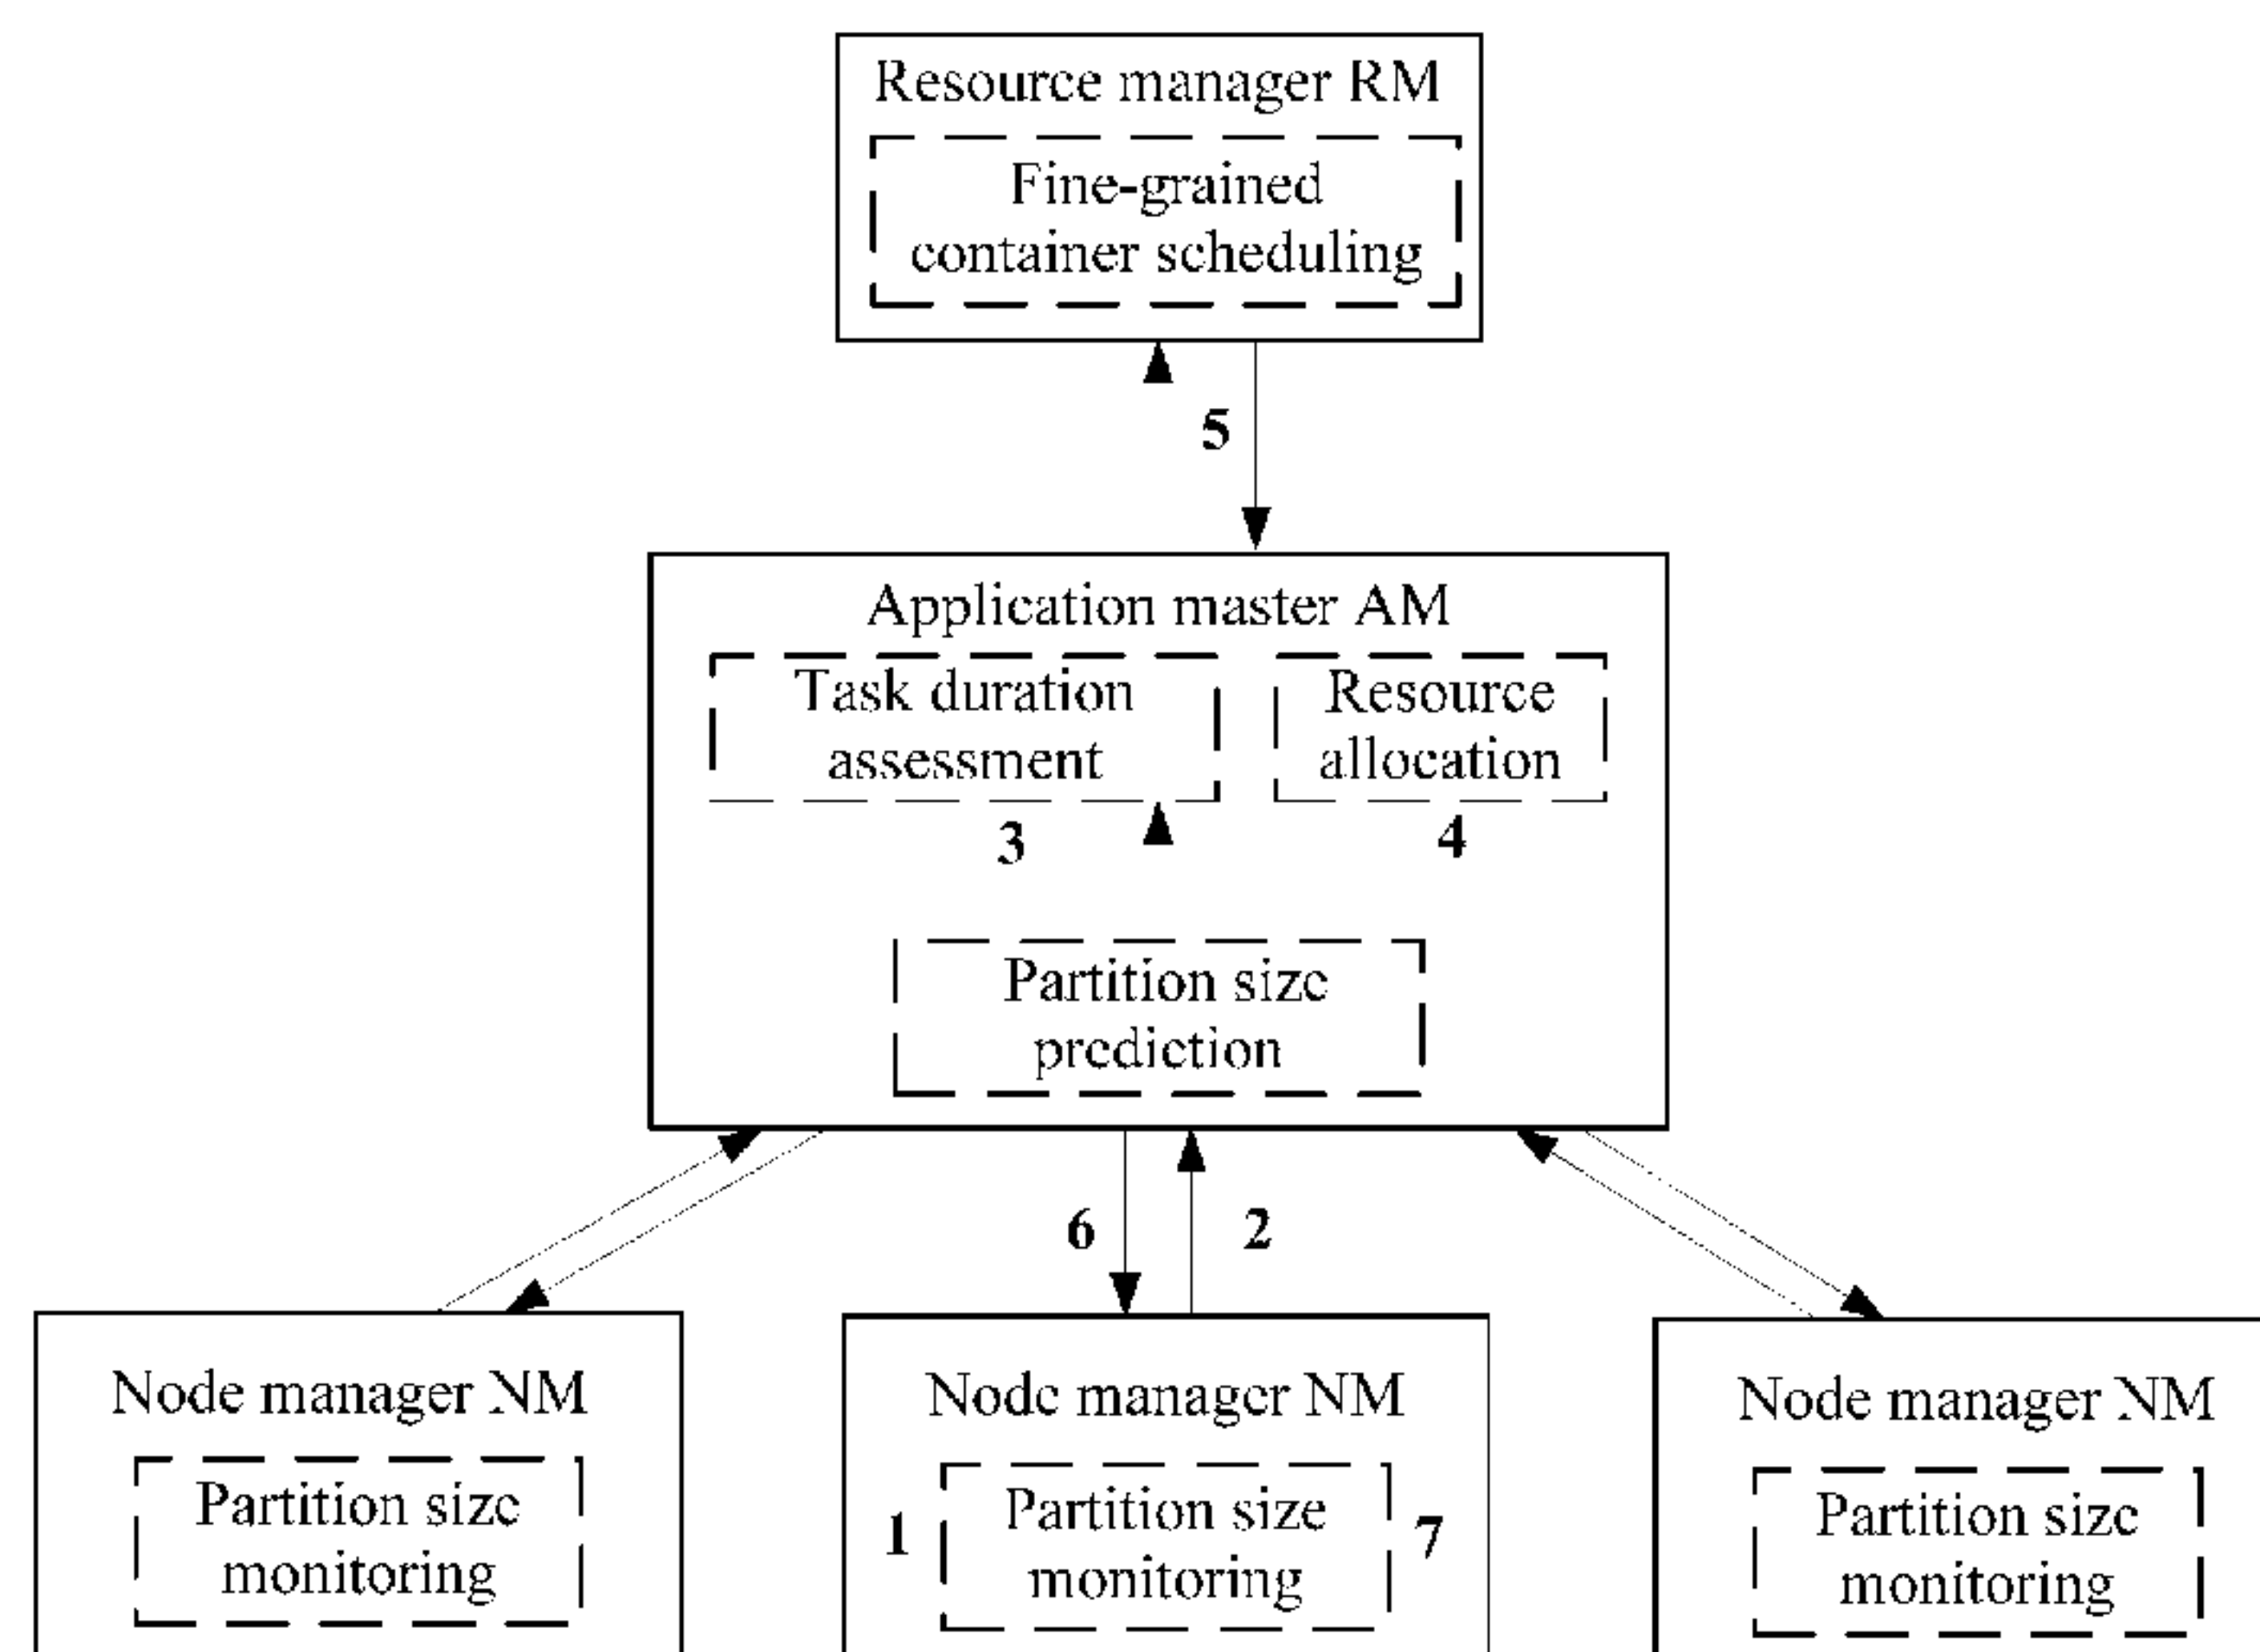 Resource manager RM
Fine-grained
container scheduling
5
Application master AM
Task duration
assessment
Resource
allocation
3
4
Partition size
prediction
6
2
Node manager NM
Partition size
monitoring
Node manager NM
1
Partition size
monitoring
7
Node manager NM
Partition size
monitoring